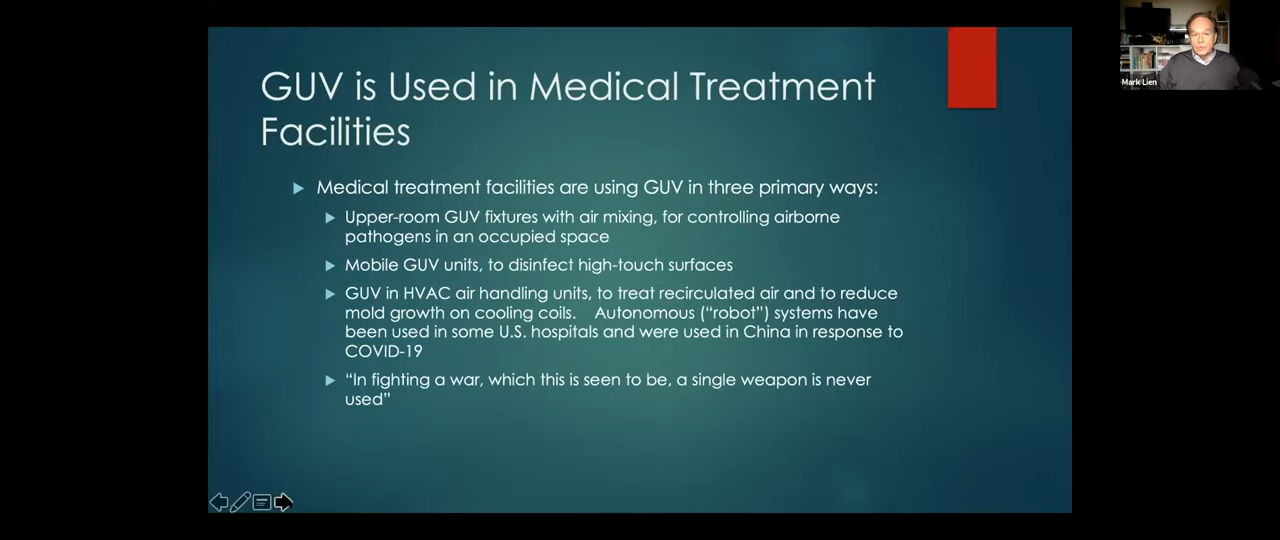 GUV is Used in Medical Treatment
Facilities
Medical treatment facilities are using GUV in three primary ways:
Upper-room GUV fixtures with air mixing, for controlling airborne
pathogens in an occupied space
Mobile GUV units, to disinfect high-touch surfaces
GUV in HVAC air handling units, to treat recirculated air and to reduce
mold growth on cooling coils. Autonomous (“robot”) systems have
been used in some U.S. hospitals and were used in China in response to
COVID-19
“In fighting a war, which this is seen to be, a single weapon is never
used”
Mark Lien